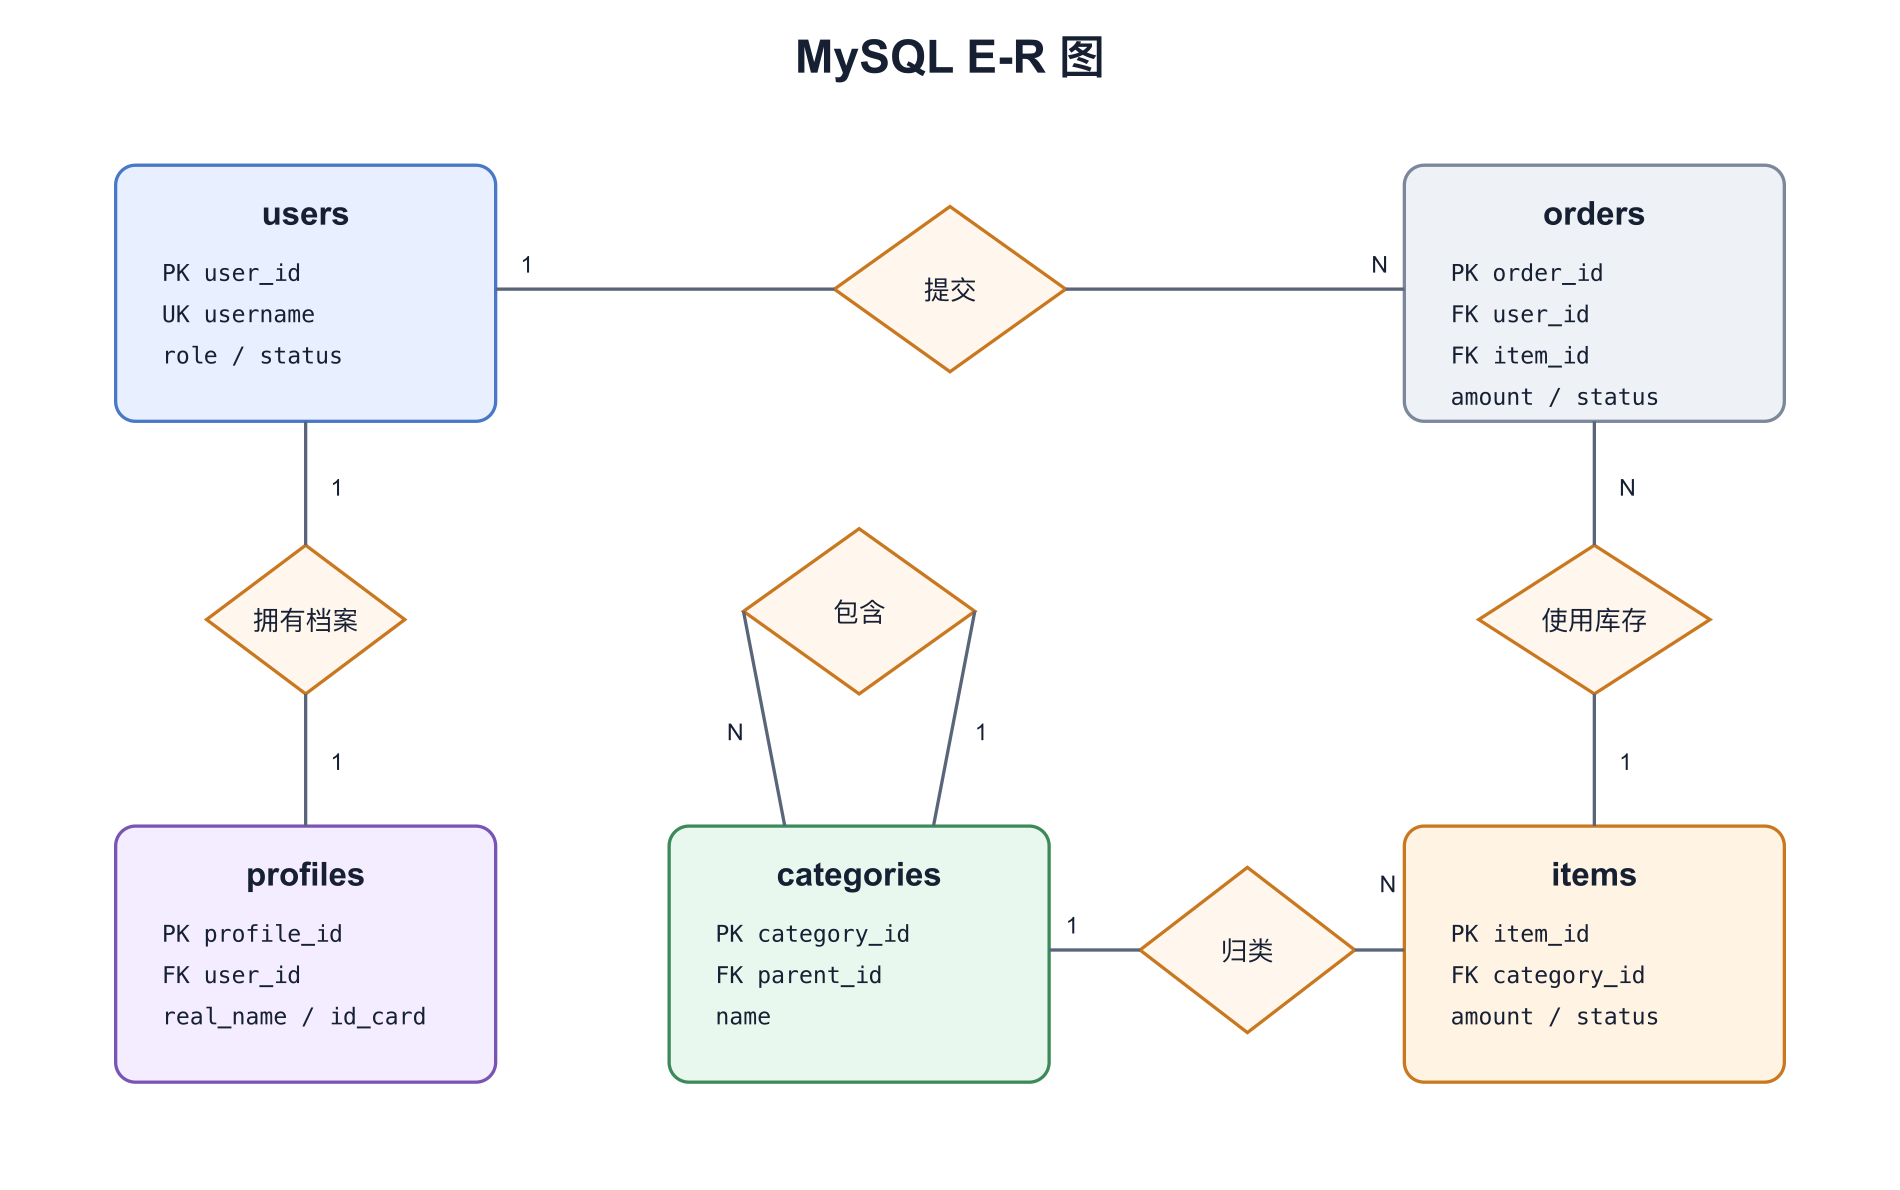 MySQL E-R 图
users
PK user_id
UK username
role / status
1
提交
N
orders
PK order_id
FK user_id
FK item_id
amount / status
1
拥有档案
1
N
使用库存
1
包含
N
1
profiles
PK profile_id
FK user_id
real_name / id_card
categories
PK category_id
FK parent_id
name
1
归类
N
items
PK item_id
FK category_id
amount / status